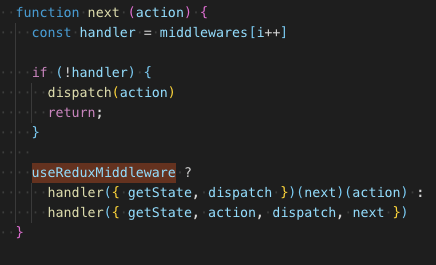 function next (action) {
const handler = middlewares[i++]
if (!handler) {
dispatch(action)
return;
}
useReduxMiddleware ?
handler({ getState, dispatch })(next)(action) :
handler({ getState, action, dispatch, next })
}